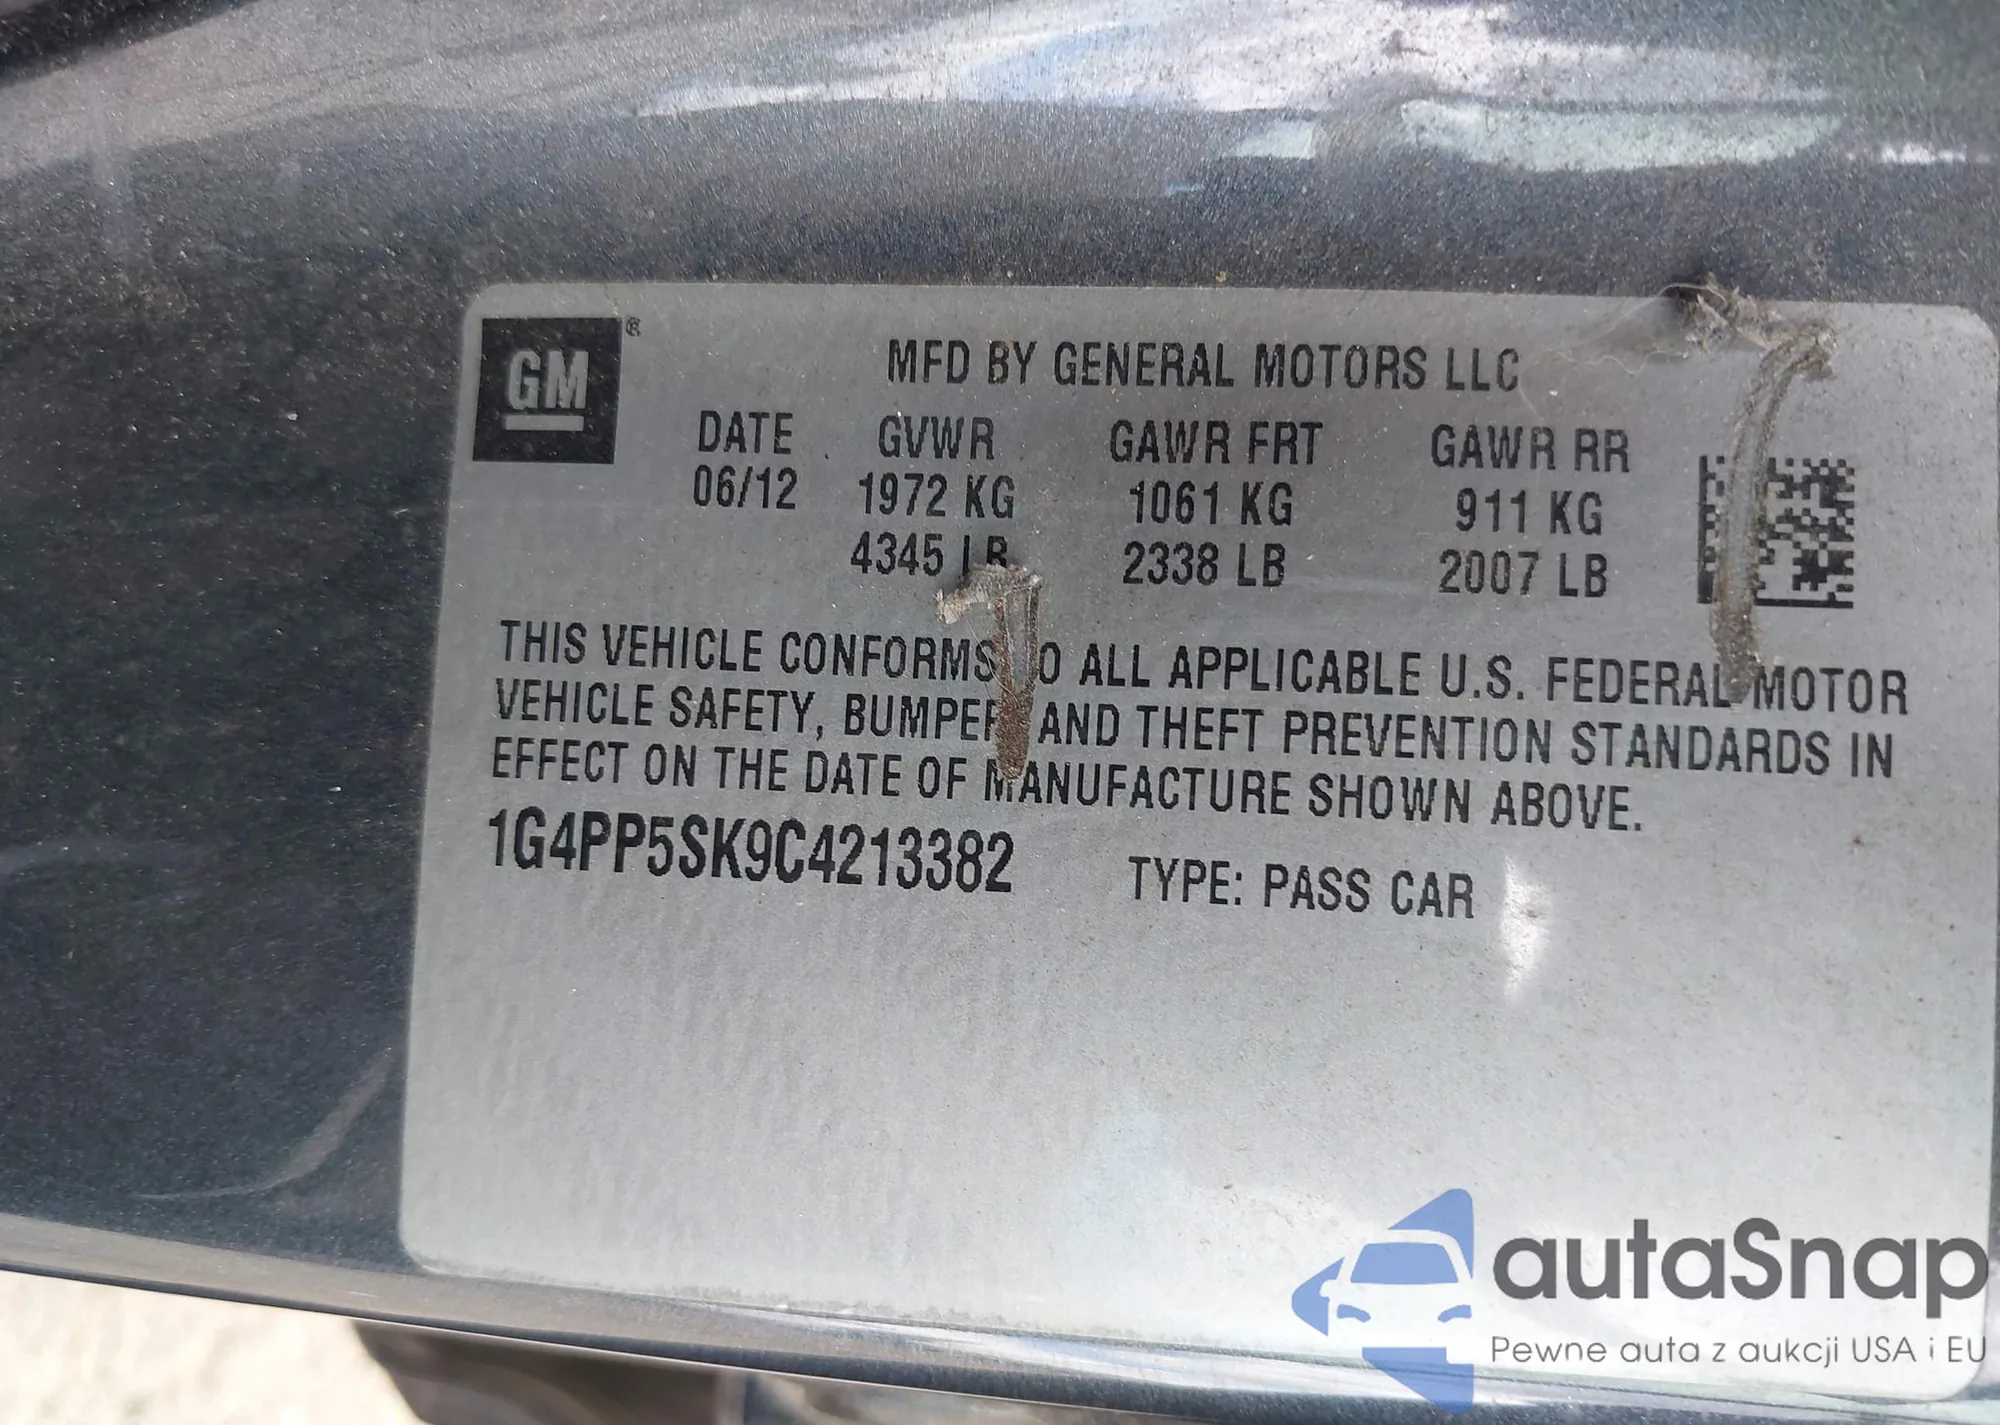 GM ®
MFD BY GENERAL MOTORS LLC
DATE GVWR GAWR FRT GAWR RR
06/12 1972 KG 1061 KG 911 KG
4345 LB 2338 LB 2007 LB
THIS VEHICLE CONFORMS TO ALL APPLICABLE U.S. FEDERAL MOTOR
VEHICLE SAFETY, BUMPER AND THEFT PREVENTION STANDARDS IN
EFFECT ON THE DATE OF MANUFACTURE SHOWN ABOVE.
1G4PP5SK9C4213382 TYPE: PASS CAR
autaSnap
Pewne auta z aukcji USA i EU